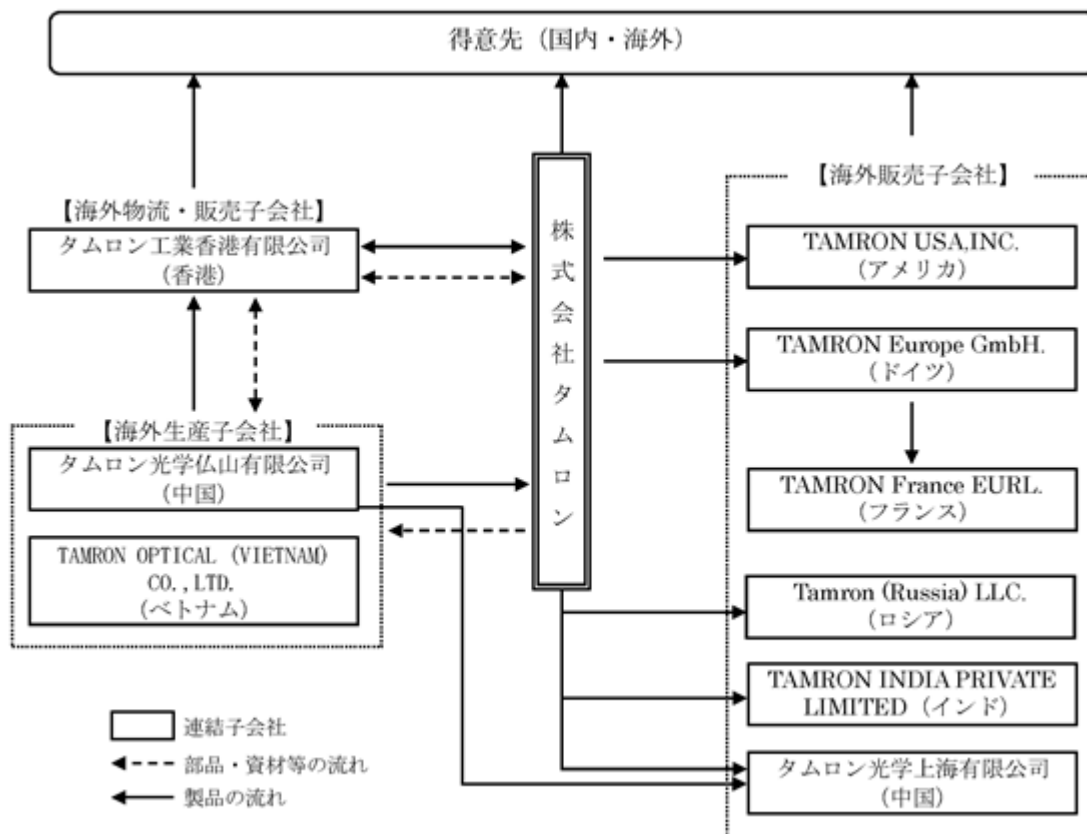 得意先（国内・海外）
【海外物流・販売子会社】
タムロン工業香港有限公司
（香港）
【海外生産子会社】
タムロン光学仏山有限公司
（中国）
TAMRON OPTICAL (VIETNAM)
CO.,LTD.
（ベトナム）
株式会社タムロン
【海外販売子会社】
TAMRON USA,INC.
（アメリカ）
TAMRON Europe GmbH.
（ドイツ）
TAMRON France EURL.
（フランス）
Tamron (Russia) LLC.
（ロシア）
TAMRON INDIA PRIVATE
LIMITED（インド）
タムロン光学上海有限公司
（中国）
連結子会社
部品・資材等の流れ
製品の流れ